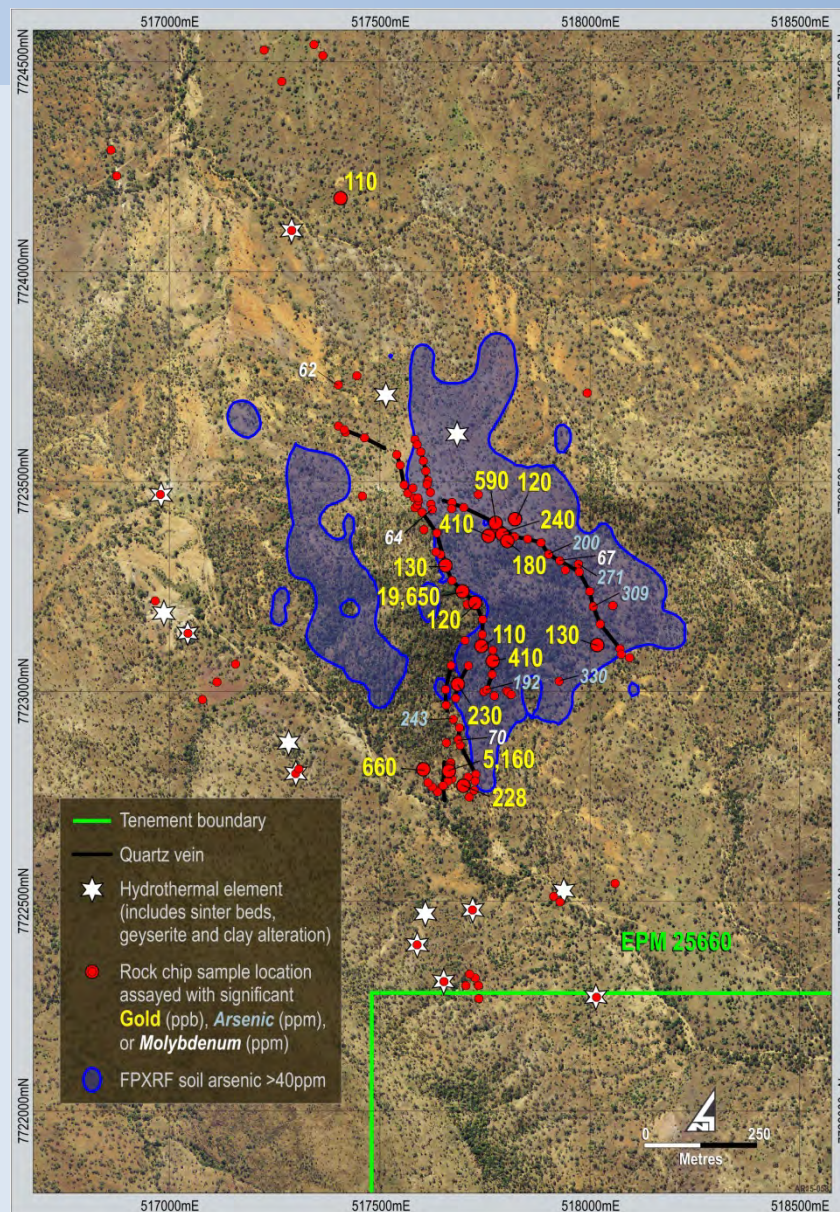 517000mE 517500mE 518000mE 518500mE
7724500mN
110
7724000mN
62
7723500mN
590 120
410 240
64
200
67
180
271
130
309
19,650
120
110 130
410
7723000mN
192 330
243
230
70
660
5,160
228
Tenement boundary
Quartz vein
Hydrothermal element
(includes sinter beds,
geyserite and clay alteration)
Rock chip sample location
assayed with significant
Gold (ppb), Arsenic (ppm),
or Molybdenum (ppm)
FPXRF soil arsenic >40ppm
7722500mN
EPM 25660
7722000mN
N
0 250
Metres
517000mE 517500mE 518000mE 518500mE